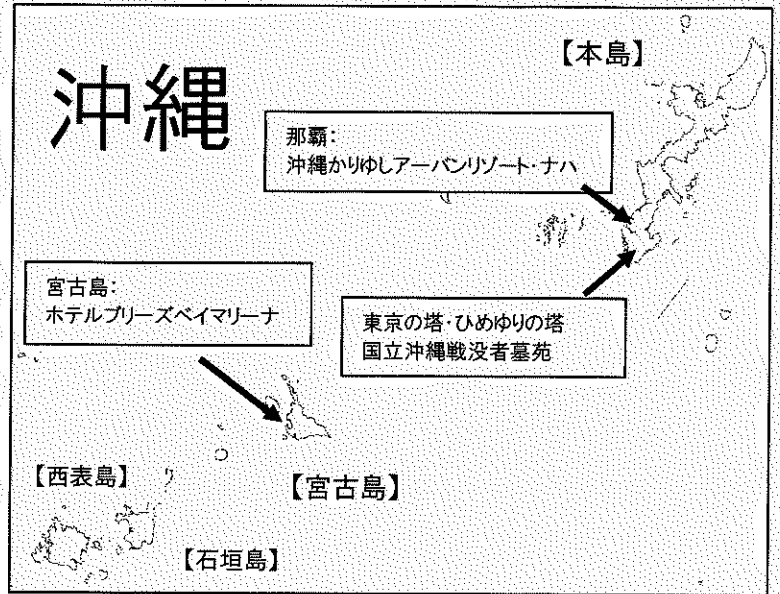 沖縄
【本島】
那覇:
沖縄かりゆしアーバンリゾート・ナハ
宮古島:
ホテルブリーズベイマリーナ
東京の塔・ひめゆりの塔
国立沖縄戦没者墓苑
【西表島】
【宮古島】
【石垣島】